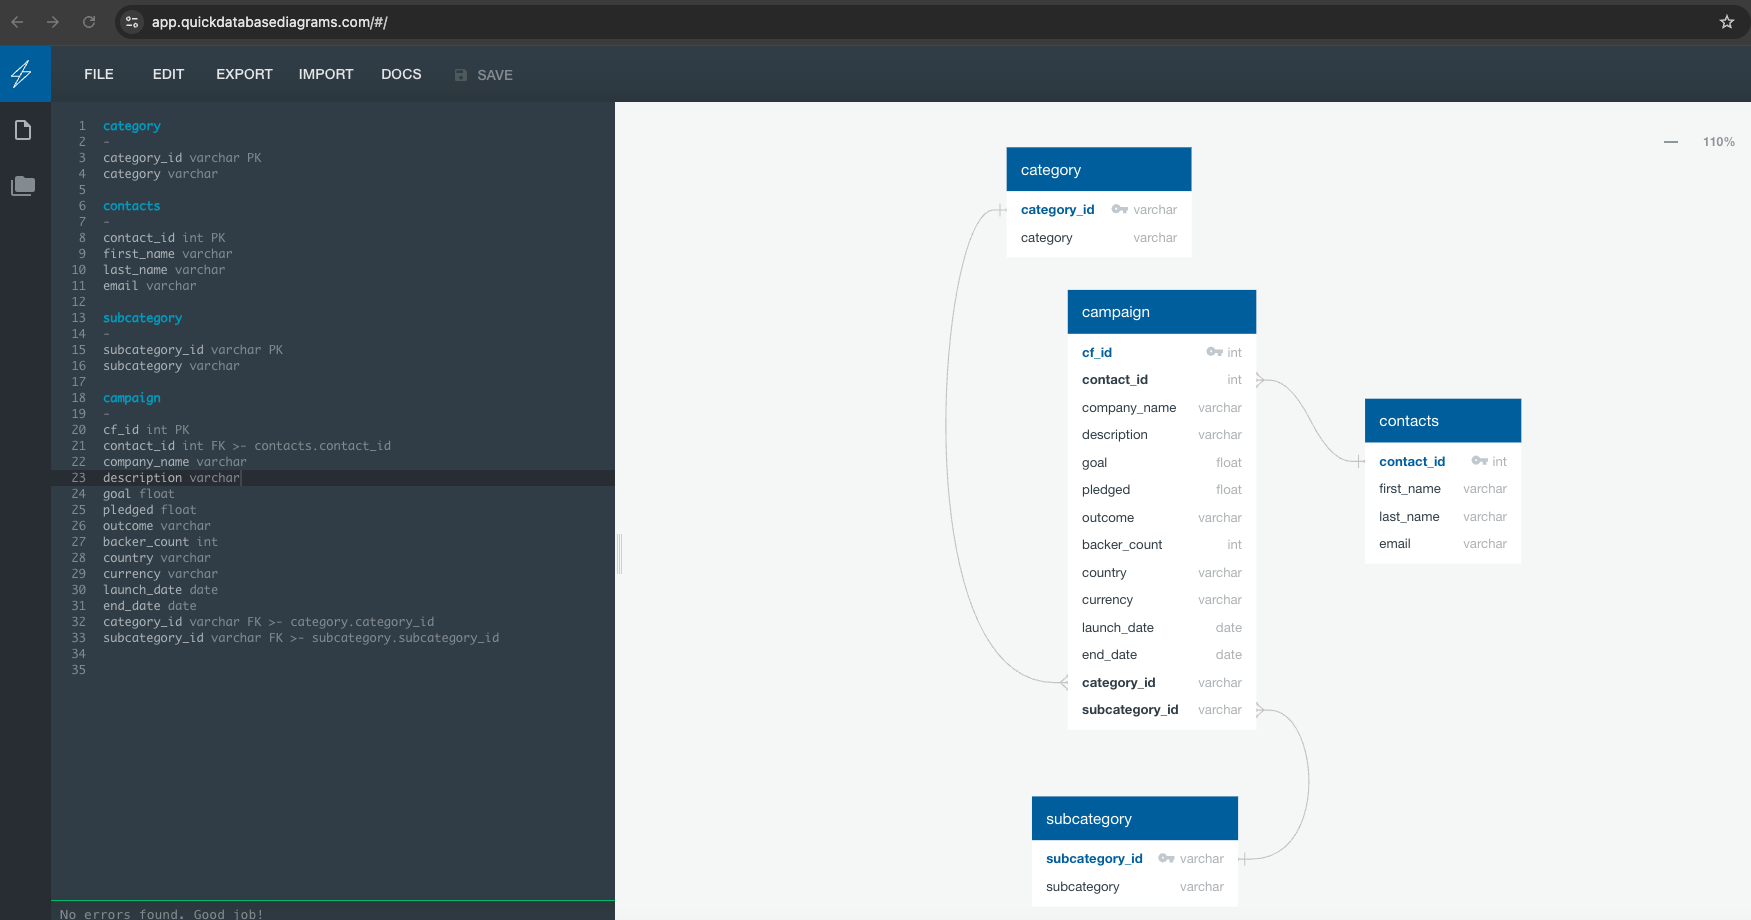 app.quickdatabasediagrams.com/#/
FILE EDIT EXPORT IMPORT DOCS SAVE
1 category
2 -
3 category_id varchar PK
4 category varchar
5
6 contacts
7 -
8 contact_id int PK
9 first_name varchar
10 last_name varchar
11 email varchar
12
13 subcategory
14 -
15 subcategory_id varchar PK
16 subcategory varchar
17
18 campaign
19 -
20 cf_id int PK
21 contact_id int FK >- contacts.contact_id
22 company_name varchar
23 description varchar
24 goal float
25 pledged float
26 outcome varchar
27 backer_count int
28 country varchar
29 currency varchar
30 launch_date date
31 end_date date
32 category_id varchar FK >- category.category_id
33 subcategory_id varchar FK >- subcategory.subcategory_id
34
35
No errors found. Good job!
110%
category
category_id varchar
category varchar
campaign
cf_id int
contact_id int
company_name varchar
description varchar
goal float
pledged float
outcome varchar
backer_count int
country varchar
currency varchar
launch_date date
end_date date
category_id varchar
subcategory_id varchar
contacts
contact_id int
first_name varchar
last_name varchar
email varchar
subcategory
subcategory_id varchar
subcategory varchar